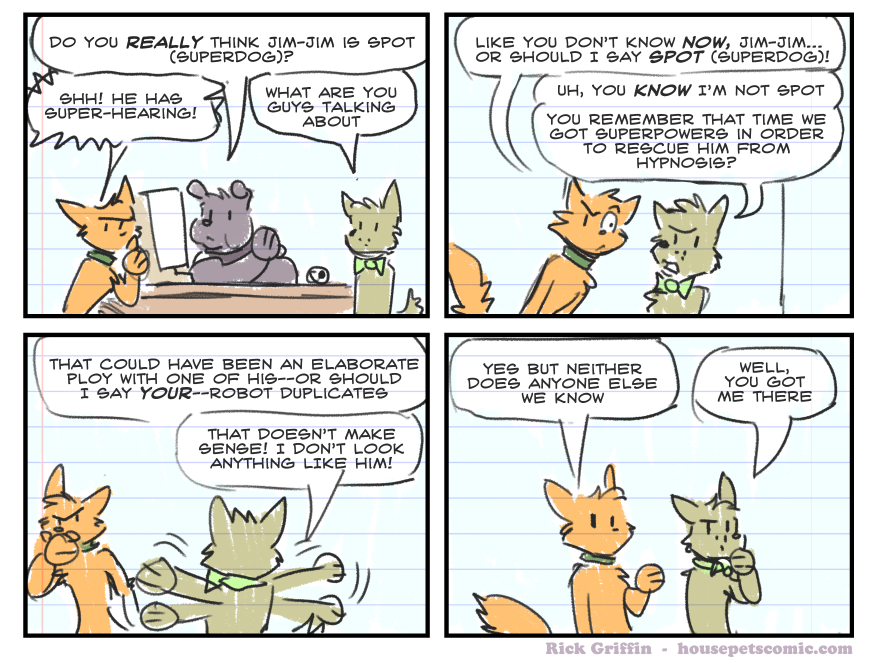 DO YOU REALLY THINK JIM-JIM IS SPOT
(SUPERDOG)?
SHH! HE HAS
SUPER-HEARING!
WHAT ARE YOU
GUYS TALKING
ABOUT
LIKE YOU DON'T KNOW NOW, JIM-JIM...
OR SHOULD I SAY SPOT (SUPERDOG)!
UH, YOU KNOW I'M NOT SPOT
YOU REMEMBER THAT TIME WE
GOT SUPERPOWERS IN ORDER
TO RESCUE HIM FROM
HYPNOSIS?
THAT COULD HAVE BEEN AN ELABORATE
PLOY WITH ONE OF HIS--OR SHOULD
I SAY YOUR--ROBOT DUPLICATES
THAT DOESN'T MAKE
SENSE! I DON'T LOOK
ANYTHING LIKE HIM!
YES BUT NEITHER
DOES ANYONE ELSE
WE KNOW
WELL,
YOU GOT
ME THERE
Rick Griffin - housepetscomic.com